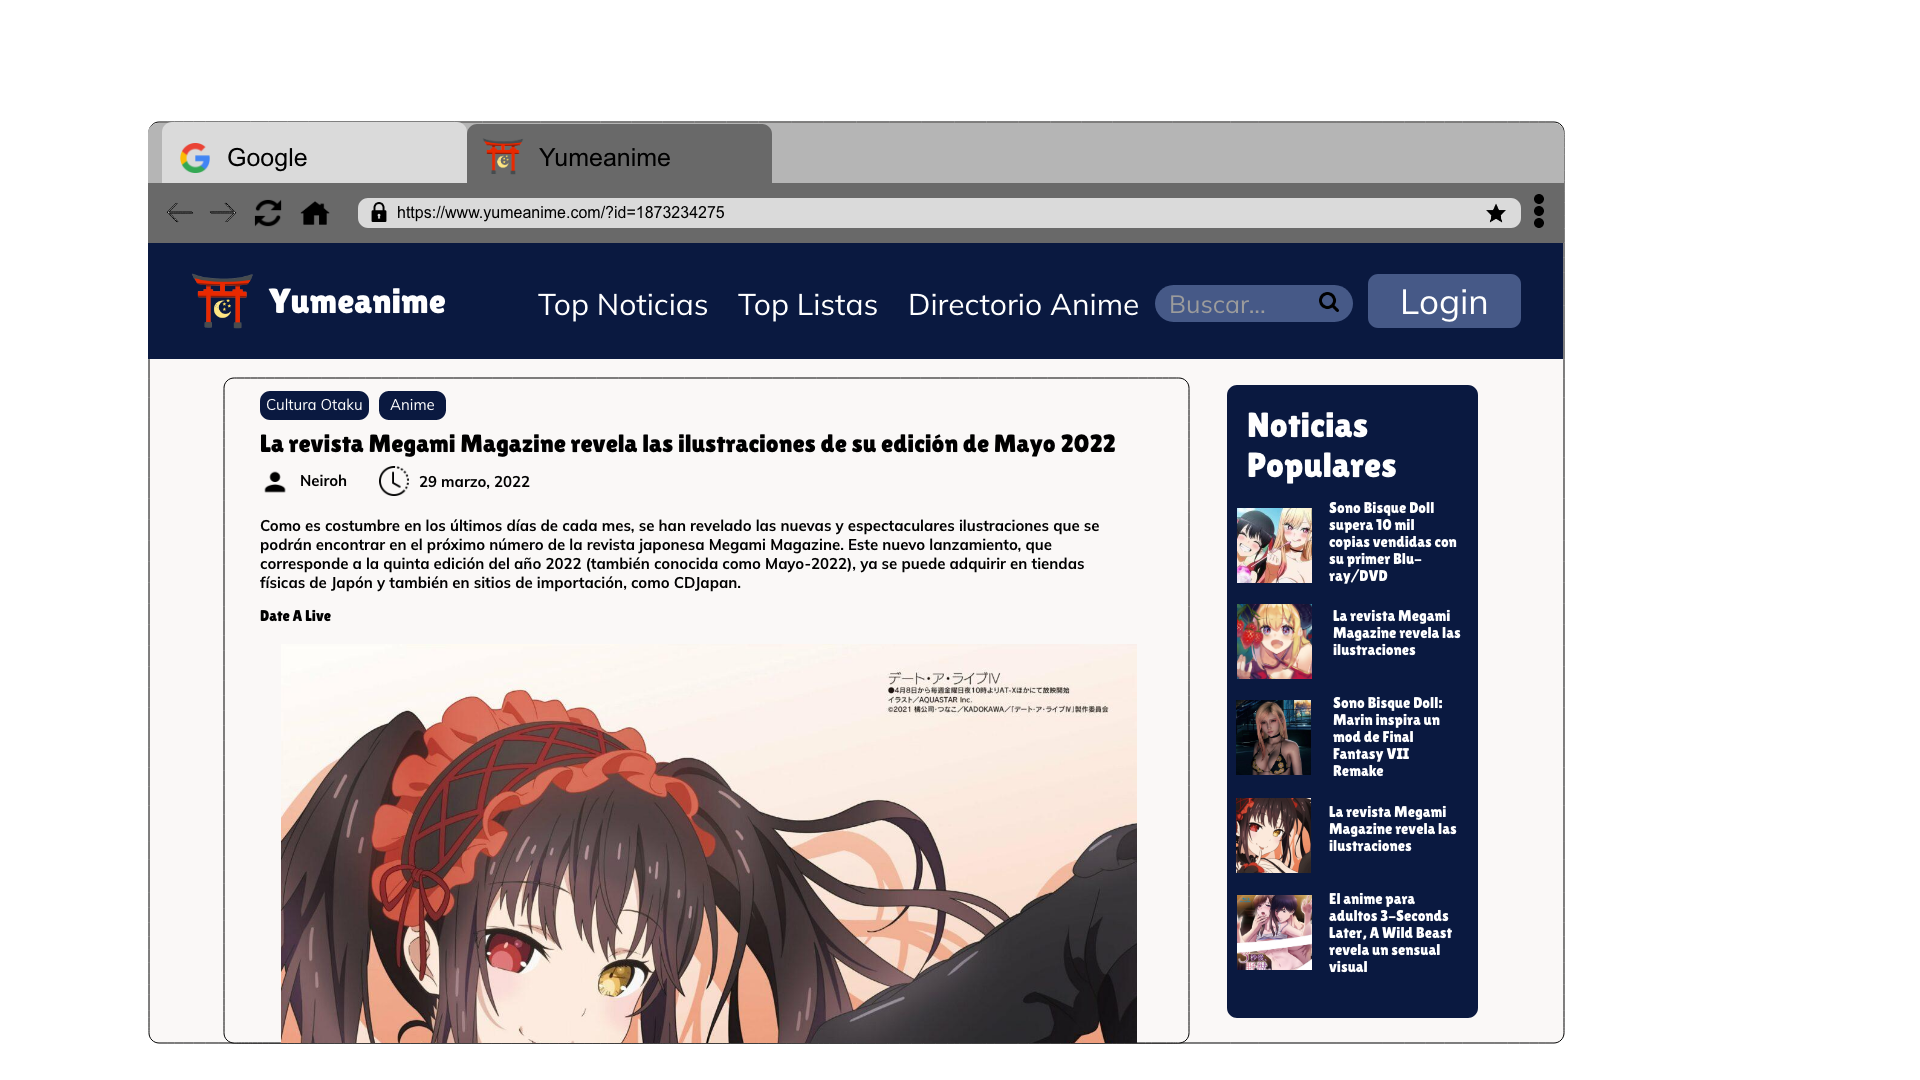 Google
Yumeanime
https://www.yumeanime.com/?id=1873234275
Yumeanime
Top Noticias
Top Listas
Directorio Anime
Buscar...
Login
Cultura Otaku
Anime
La revista Megami Magazine revela las ilustraciones de su edición de Mayo 2022
Neiroh
29 marzo, 2022
Como es costumbre en los últimos días de cada mes, se han revelado las nuevas y espectaculares ilustraciones que se
podrán encontrar en el próximo número de la revista japonesa Megami Magazine. Este nuevo lanzamiento, que
corresponde a la quinta edición del año 2022 (también conocida como Mayo-2022), ya se puede adquirir en tiendas
físicas de Japón y también en sitios de importación, como CDJapan.
Date A Live
デート・ア・ライブIV
●4月8日から毎週金曜日夜10時よりAT-Xほかにて放映開始
イラスト／AQUASTAR Inc.
©2021 橘公司・つなこ／KADOKAWA／「デート・ア・ライブIV」製作委員会
Noticias
Populares
Sono Bisque Doll
supera 10 mil
copias vendidas con
su primer Blu-
ray/DVD
La revista Megami
Magazine revela las
ilustraciones
Sono Bisque Doll:
Marin inspira un
mod de Final
Fantasy VII
Remake
La revista Megami
Magazine revela las
ilustraciones
El anime para
adultos 3-Seconds
Later, A Wild Beast
revela un sensual
visual